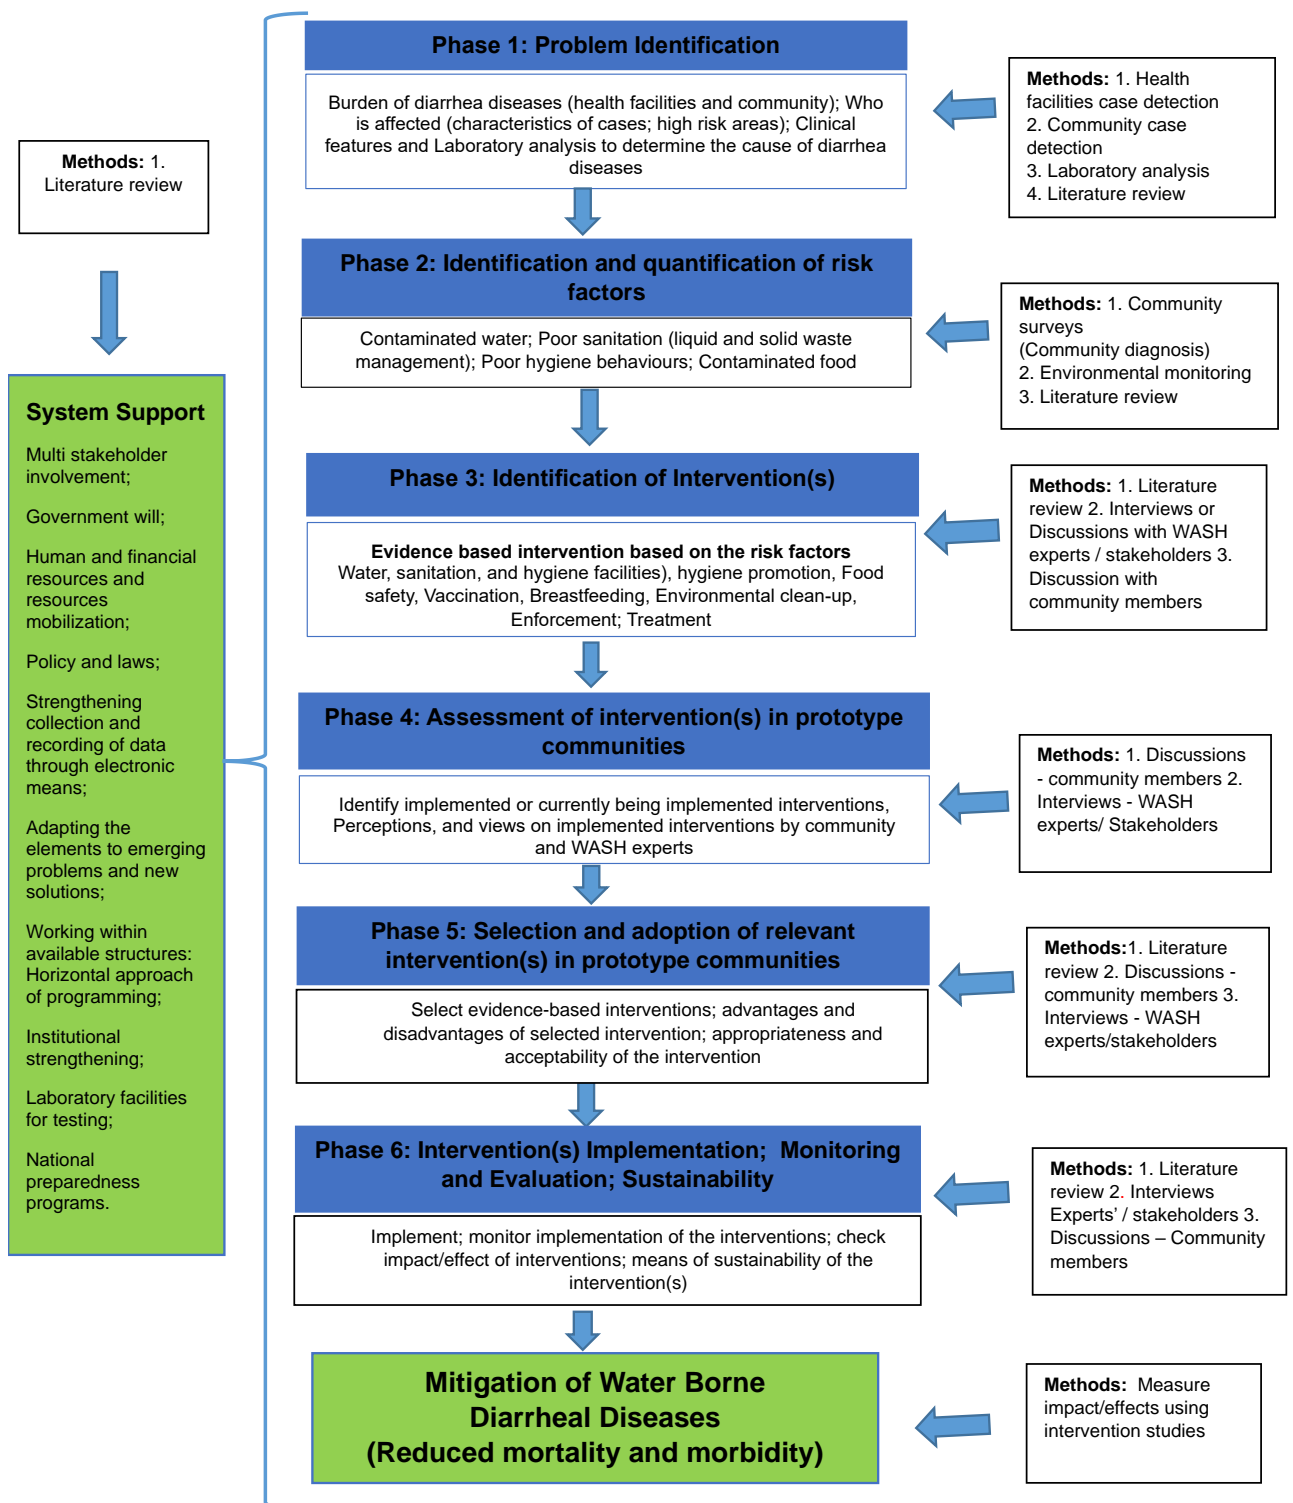 Methods: 1.
Literature review
System Support
Multi stakeholder
involvement;
Government will;
Human and financial
resources and
resources
mobilization;
Policy and laws;
Strengthening
collection and
recording of data
through electronic
means;
Adapting the
elements to emerging
problems and new
solutions;
Working within
available structures:
Horizontal approach
of programming;
Institutional
strengthening;
Laboratory facilities
for testing;
National
preparedness
programs.
Phase 1: Problem Identification
Burden of diarrhea diseases (health facilities and community); Who
is affected (characteristics of cases; high risk areas); Clinical
features and Laboratory analysis to determine the cause of diarrhea
diseases
Methods: 1. Health
facilities case detection
2. Community case
detection
3. Laboratory analysis
4. Literature review
Phase 2: Identification and quantification of risk
factors
Contaminated water; Poor sanitation (liquid and solid waste
management); Poor hygiene behaviours; Contaminated food
Methods: 1. Community
surveys
(Community diagnosis)
2. Environmental monitoring
3. Literature review
Phase 3: Identification of Intervention(s)
Evidence based intervention based on the risk factors
Water, sanitation, and hygiene facilities), hygiene promotion, Food
safety, Vaccination, Breastfeeding, Environmental clean-up,
Enforcement; Treatment
Methods: 1. Literature
review 2. Interviews or
Discussions with WASH
experts / stakeholders 3.
Discussion with
community members
Phase 4: Assessment of intervention(s) in prototype
communities
Identify implemented or currently being implemented interventions,
Perceptions, and views on implemented interventions by community
and WASH experts
Methods: 1. Discussions
- community members 2.
Interviews - WASH
experts/ Stakeholders
Phase 5: Selection and adoption of relevant
intervention(s) in prototype communities
Select evidence-based interventions; advantages and
disadvantages of selected intervention; appropriateness and
acceptability of the intervention
Methods:1. Literature
review 2. Discussions -
community members 3.
Interviews - WASH
experts/stakeholders
Phase 6: Intervention(s) Implementation; Monitoring
and Evaluation; Sustainability
Implement; monitor implementation of the interventions; check
impact/effect of interventions; means of sustainability of the
intervention(s)
Methods: 1. Literature
review 2. Interviews
Experts’ / stakeholders 3.
Discussions – Community
members
Mitigation of Water Borne
Diarrheal Diseases
(Reduced mortality and morbidity)
Methods: Measure
impact/effects using
intervention studies